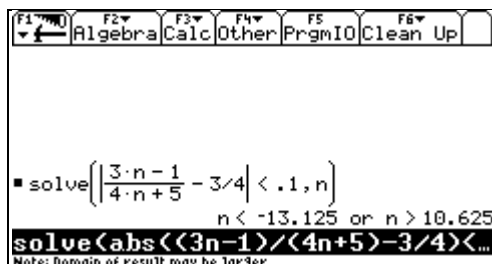 F1 F2 F3 F4 F5 F6
Algebra Calc Other PrgmIO Clean Up
▪ solve(|(3·n - 1)/(4·n + 5) - 3/4| < .1, n)
n < -13.125 or n > 10.625
solve(abs((3n-1)/(4n+5)-3/4)<…
Note: Domain of result may be larger